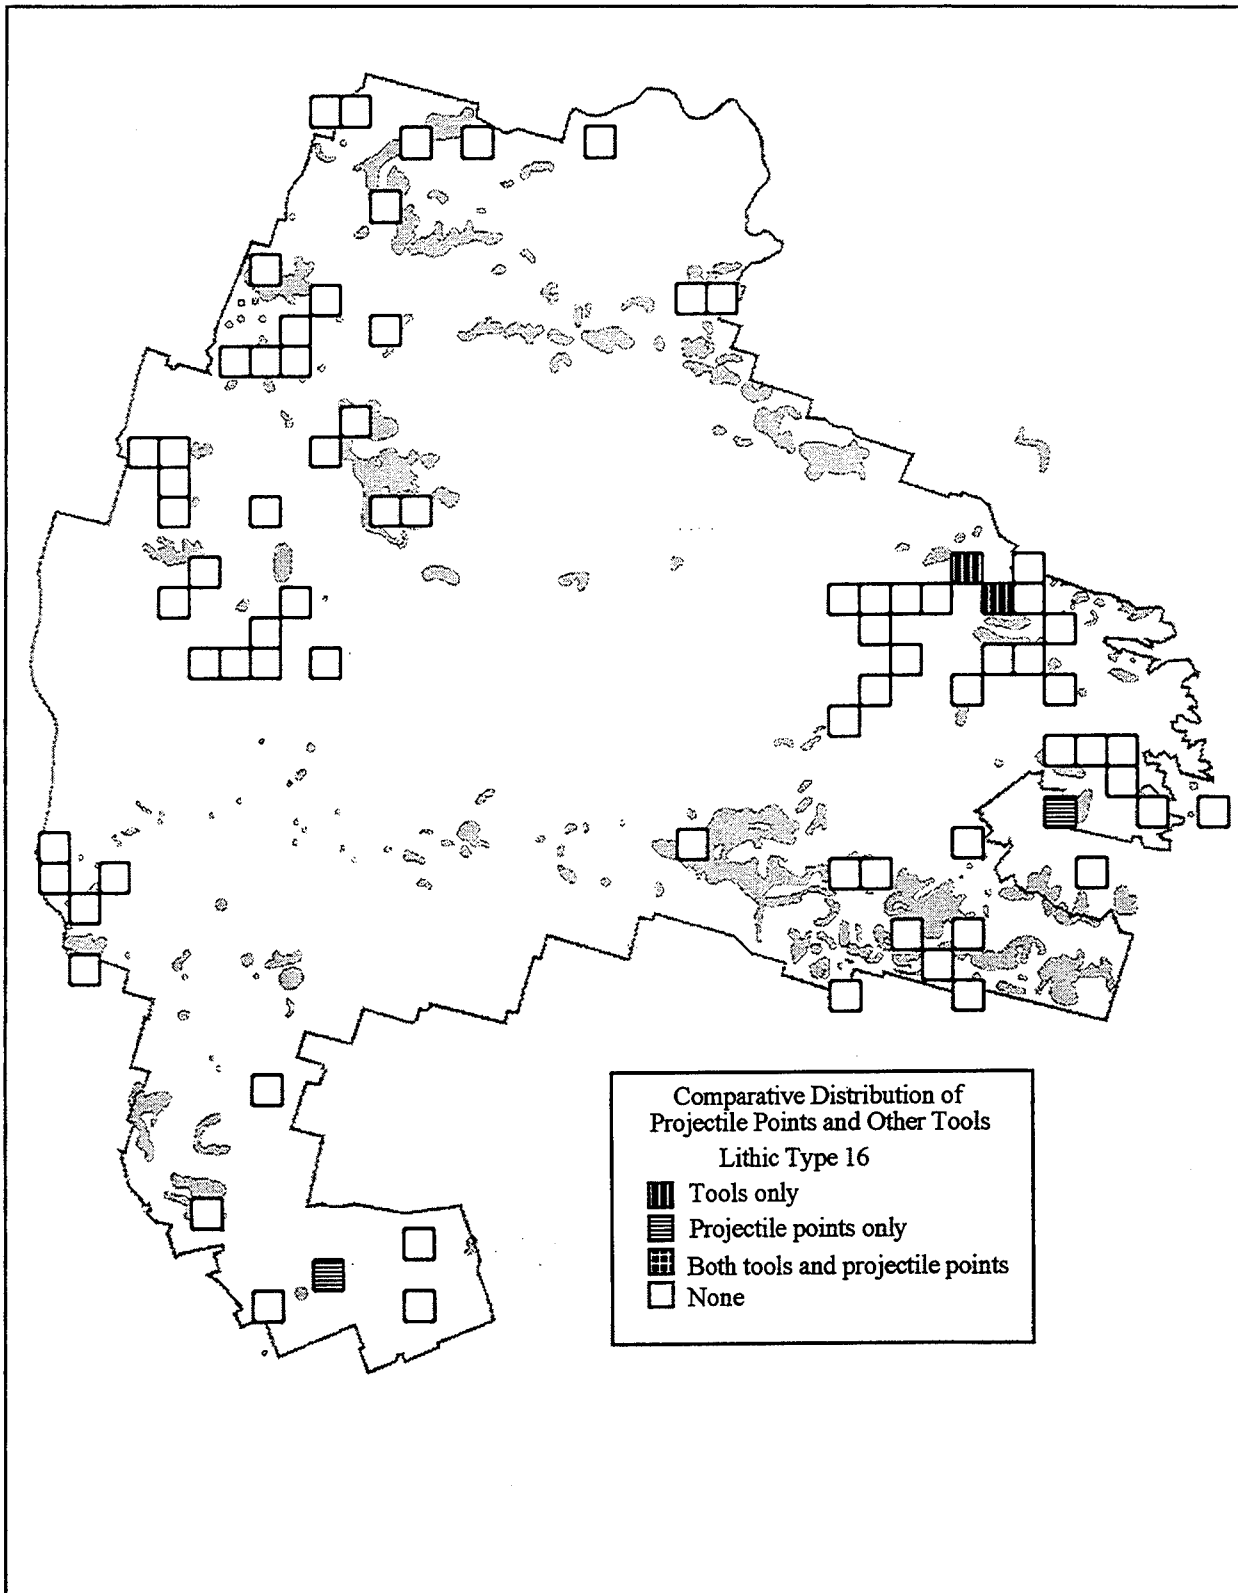 Comparative Distribution of
Projectile Points and Other Tools
Lithic Type 16
Tools only
Projectile points only
Both tools and projectile points
None